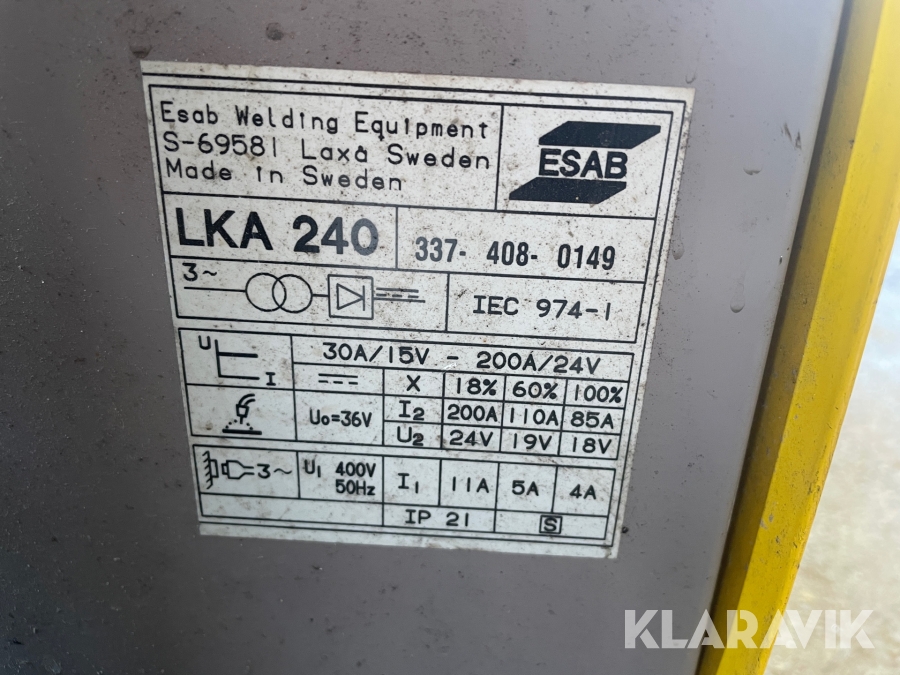 Esab Welding Equipment
S-69581 Laxå Sweden
Made in Sweden
ESAB
LKA 240
337- 408- 0149
3~
IEC 974-1
U
I
30A/15V - 200A/24V
X 18% 60% 100%
U₀=36V
I₂ 200A 110A 85A
U₂ 24V 19V 18V
3~
U₁ 400V
50Hz
I₁ 11A 5A 4A
IP 21
S
KLARAVIK